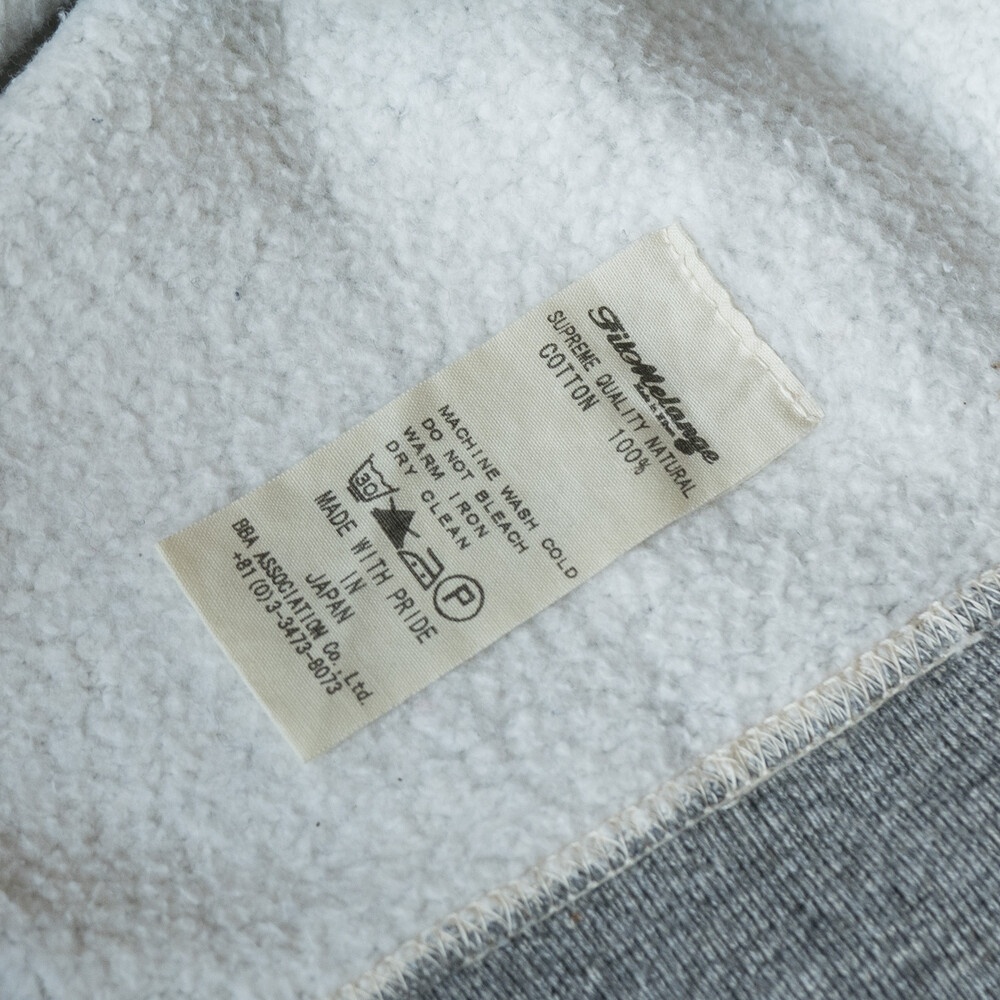 FilMelange
SUPREME QUALITY NATURAL
COTTON 100%
MACHINE WASH COLD
DO NOT BLEACH
WARM IRON
DRY CLEAN
30 P
MADE WITH PRIDE
IN
JAPAN
BBA ASSOCIATION Co.,Ltd.
+81(0)3-3473-8073